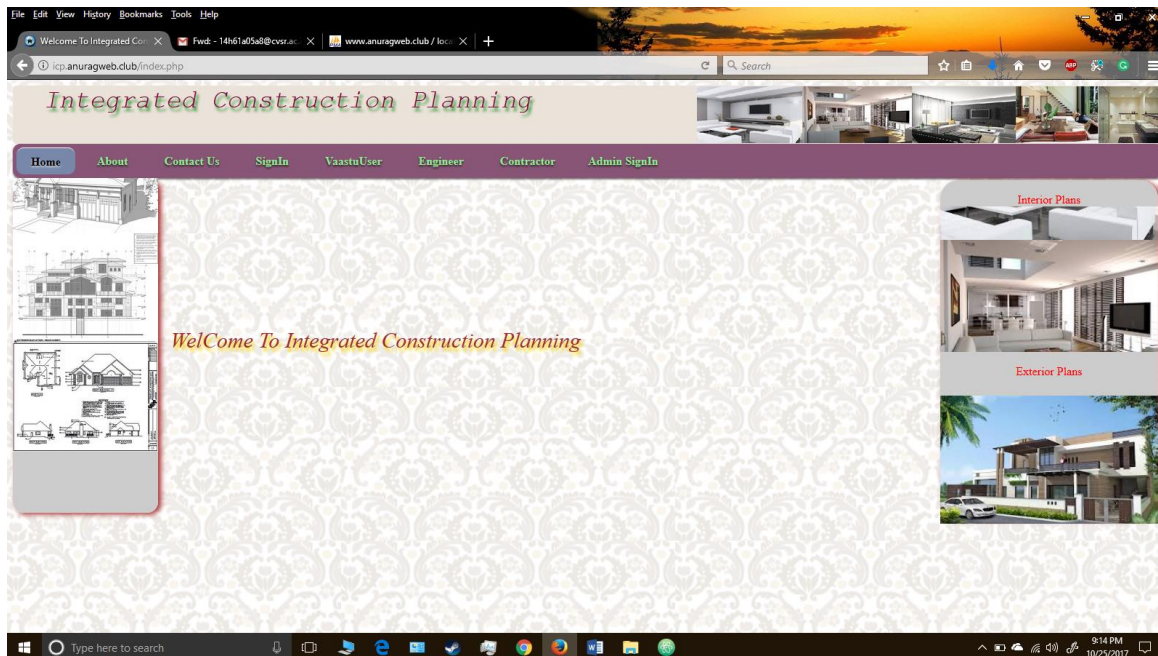 File Edit View History Bookmarks Tools Help
Welcome To Integrated Con
Fwd: - 14h61a05a8@cvsr.ac
www.anuragweb.club / loca
icp.anuragweb.club/index.php
Search
Integrated Construction Planning
Home About Contact Us SignIn VaastuUser Engineer Contractor Admin SignIn
Interior Plans
WelCome To Integrated Construction Planning
Exterior Plans
Type here to search
9:14 PM
10/25/2017